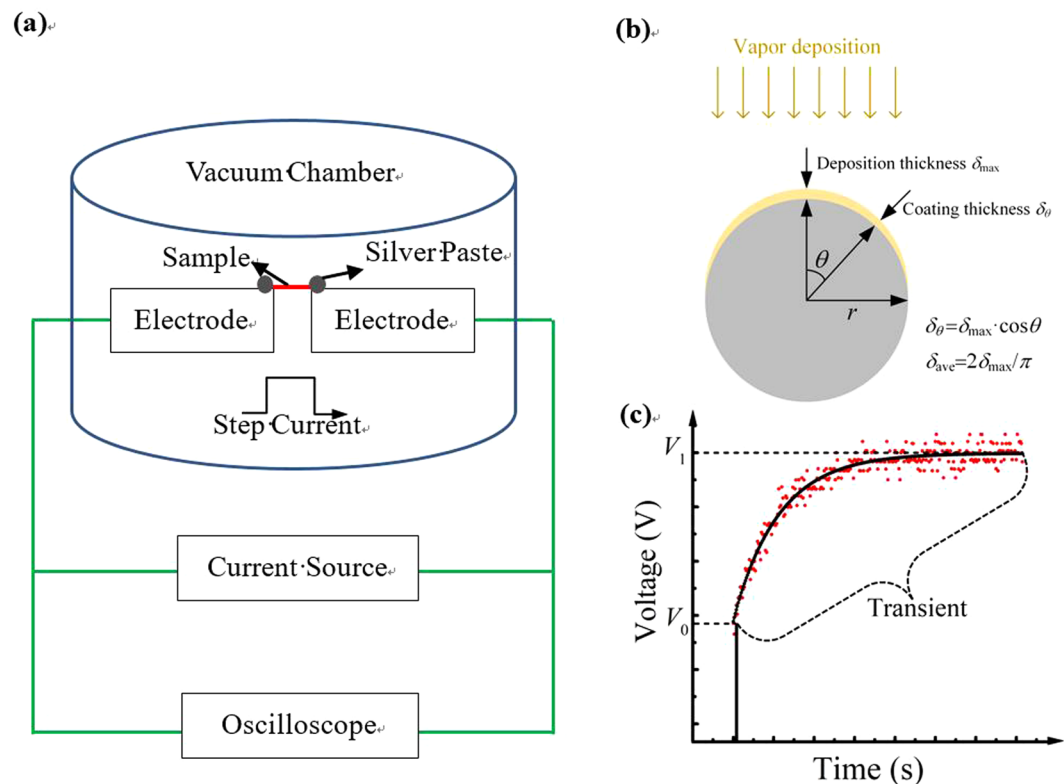 (a)
Vacuum·Chamber
Sample
Silver·Paste
Electrode
Electrode
Step·Current
Current·Source
Oscilloscope
(b)
Vapor deposition
Deposition thickness δmax
Coating thickness δθ
θ
r
δθ=δmax·cosθ
δave=2δmax/π
(c)
V1
V0
Voltage (V)
Transient
Time (s)